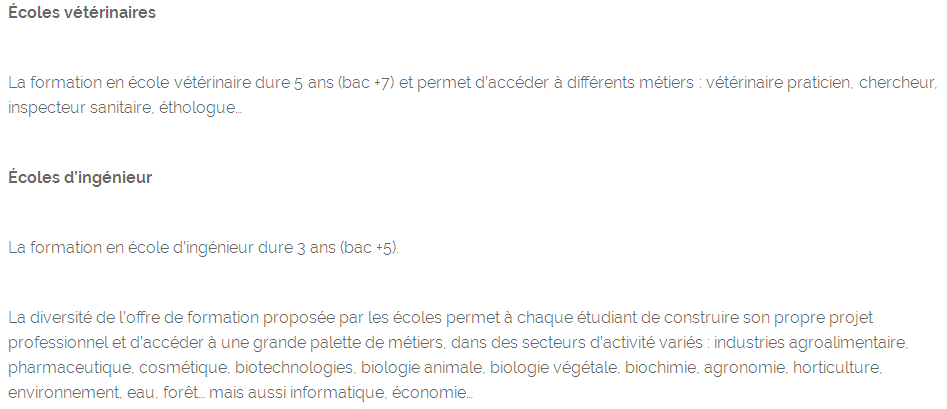 Écoles vétérinaires
La formation en école vétérinaire dure 5 ans (bac +7) et permet d'accéder à différents métiers : vétérinaire praticien, chercheur,
inspecteur sanitaire, éthologue…
Écoles d'ingénieur
La formation en école d'ingénieur dure 3 ans (bac +5).
La diversité de l'offre de formation proposée par les écoles permet à chaque étudiant de construire son propre projet
professionnel et d'accéder à une grande palette de métiers, dans des secteurs d'activité variés : industries agroalimentaire,
pharmaceutique, cosmétique, biotechnologies, biologie animale, biologie végétale, biochimie, agronomie, horticulture,
environnement, eau, forêt… mais aussi informatique, économie…